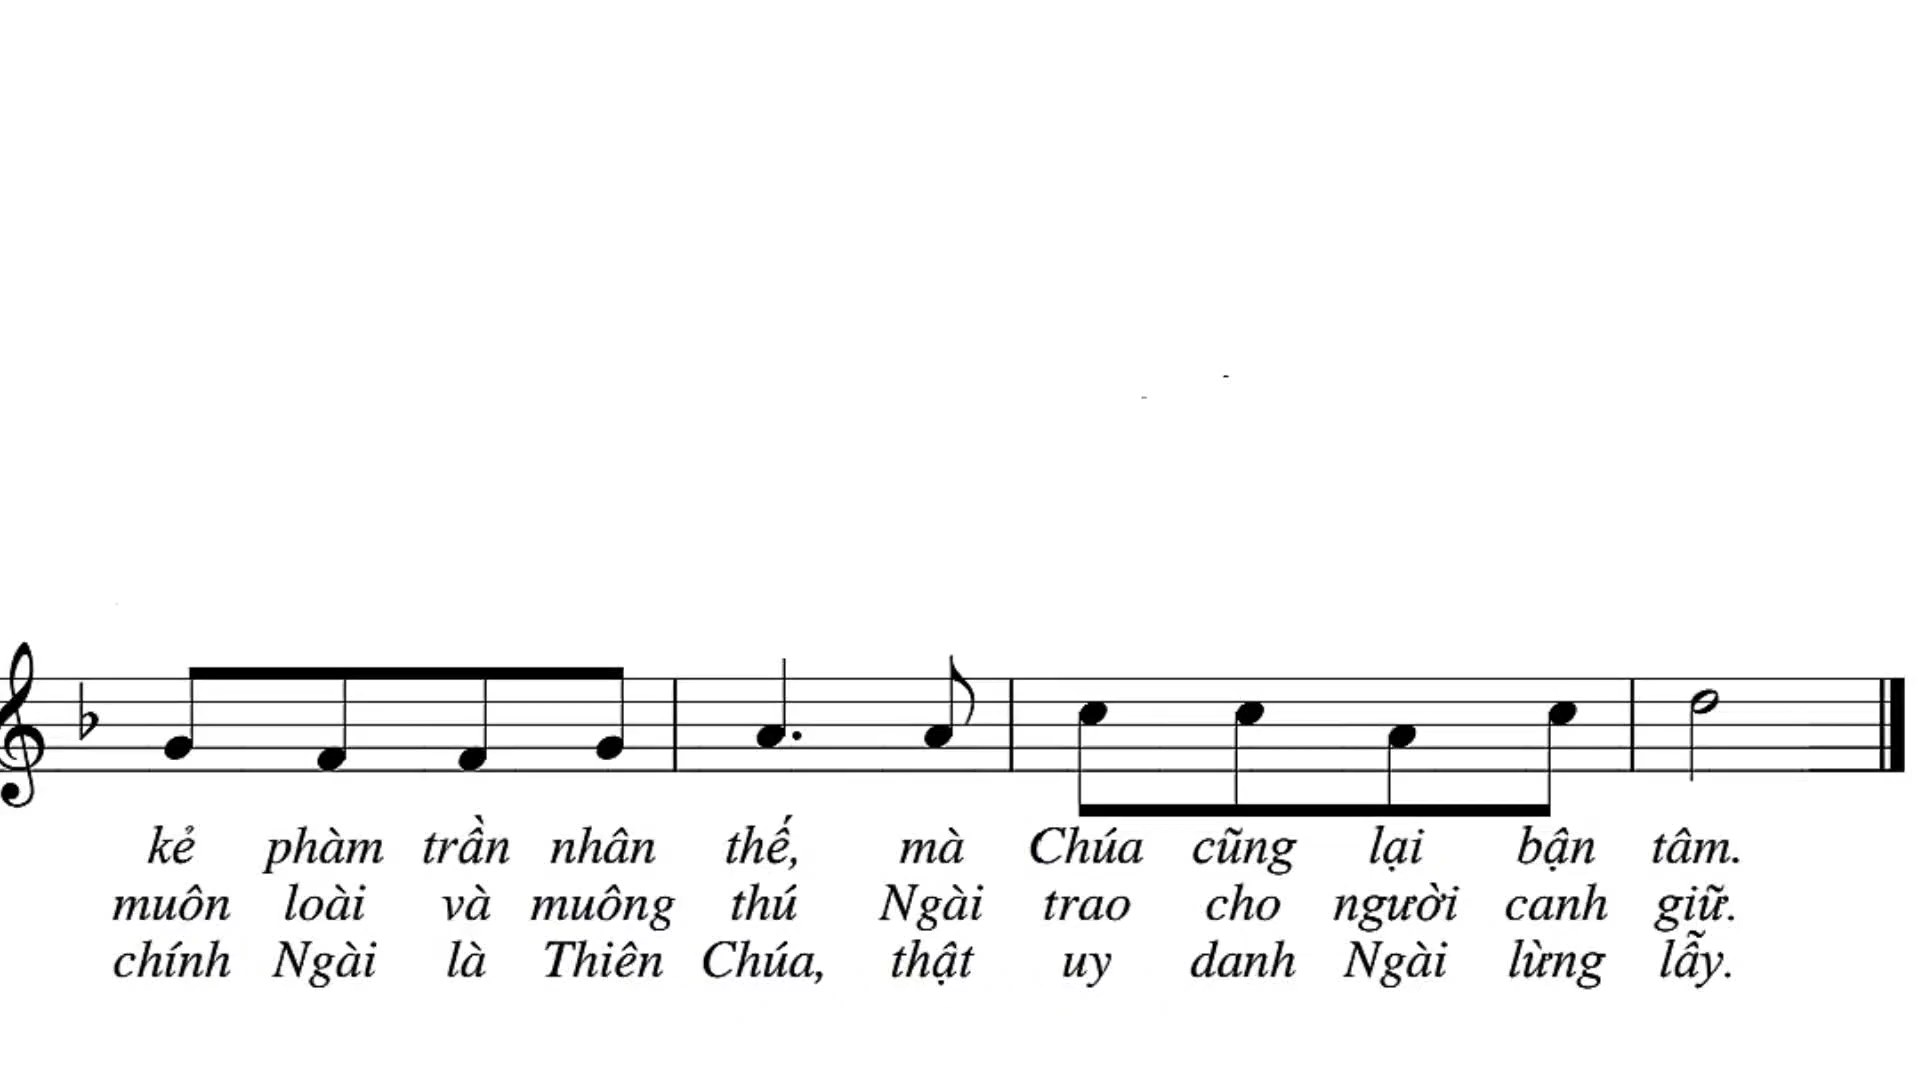 kẻ phàm trần nhân thế, mà Chúa cũng lại bận tâm.
muôn loài và muông thú Ngài trao cho người canh giữ.
chính Ngài là Thiên Chúa, thật uy danh Ngài lừng lẫy.